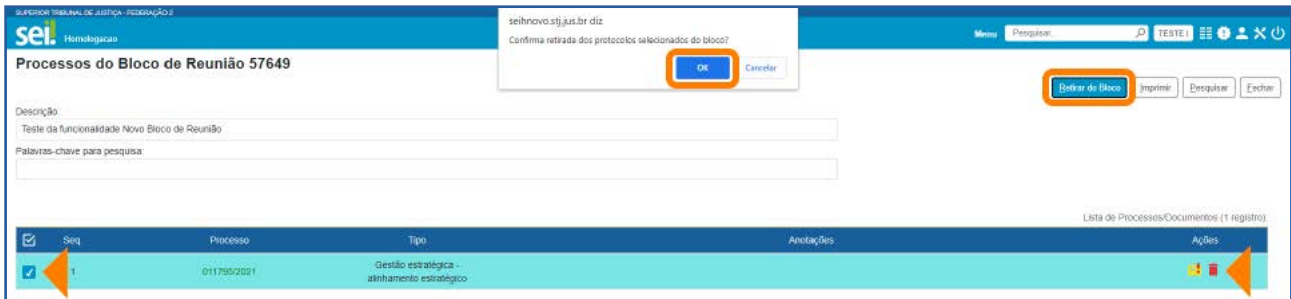 SUPERIOR TRIBUNAL DE JUSTIÇA - FEDERAÇÃO 2
sei! Homologacao
seihnovo.stj.jus.br diz
Confirma retirada dos protocolos selecionados do bloco?
OK Cancelar
Menu Pesquisar... TESTE I
Processos do Bloco de Reunião 57649
Retirar do Bloco Imprimir Pesquisar Fechar
Descrição:
Teste da funcionalidade Novo Bloco de Reunião
Palavras-chave para pesquisa:
Lista de Processos/Documentos (1 registro):
Seq. Processo Tipo Anotações Ações
1 011795/2021 Gestão estratégica -
alinhamento estratégico